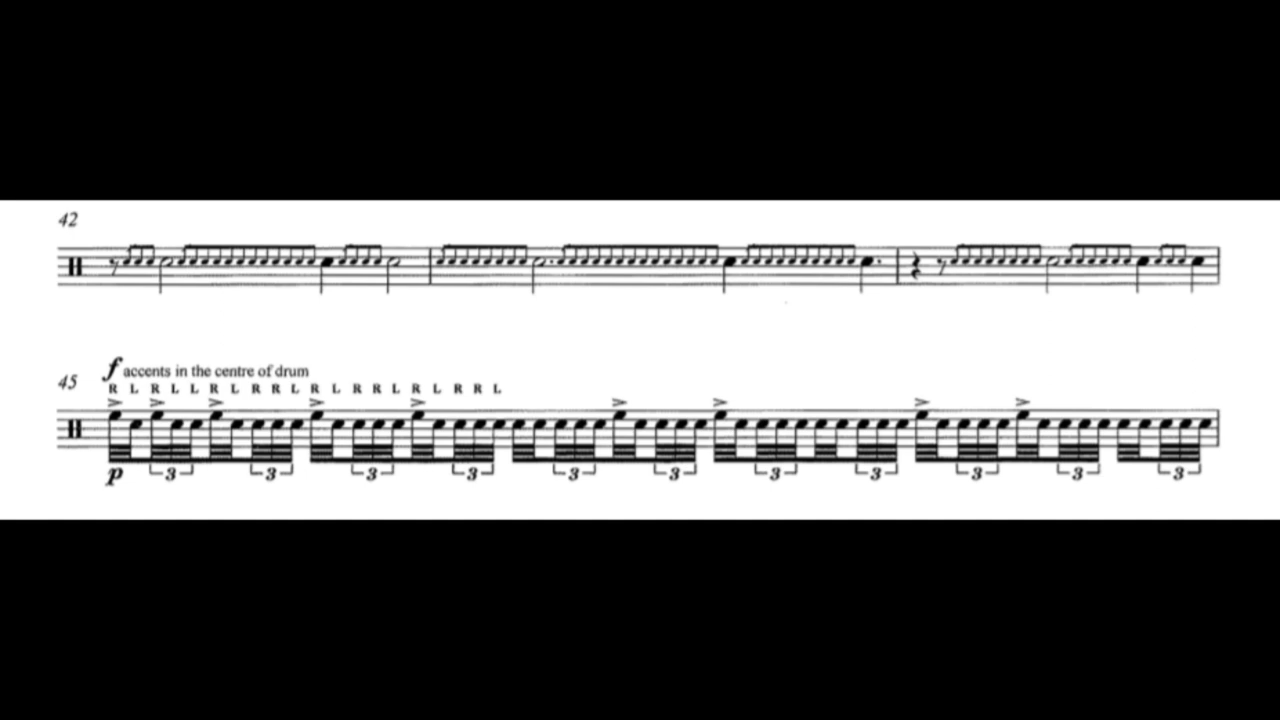 42
f accents in the centre of drum
45
R L R L L R L R R L R L R R L R L R R L
p
3 3 3 3 3 3 3 3 3 3 3